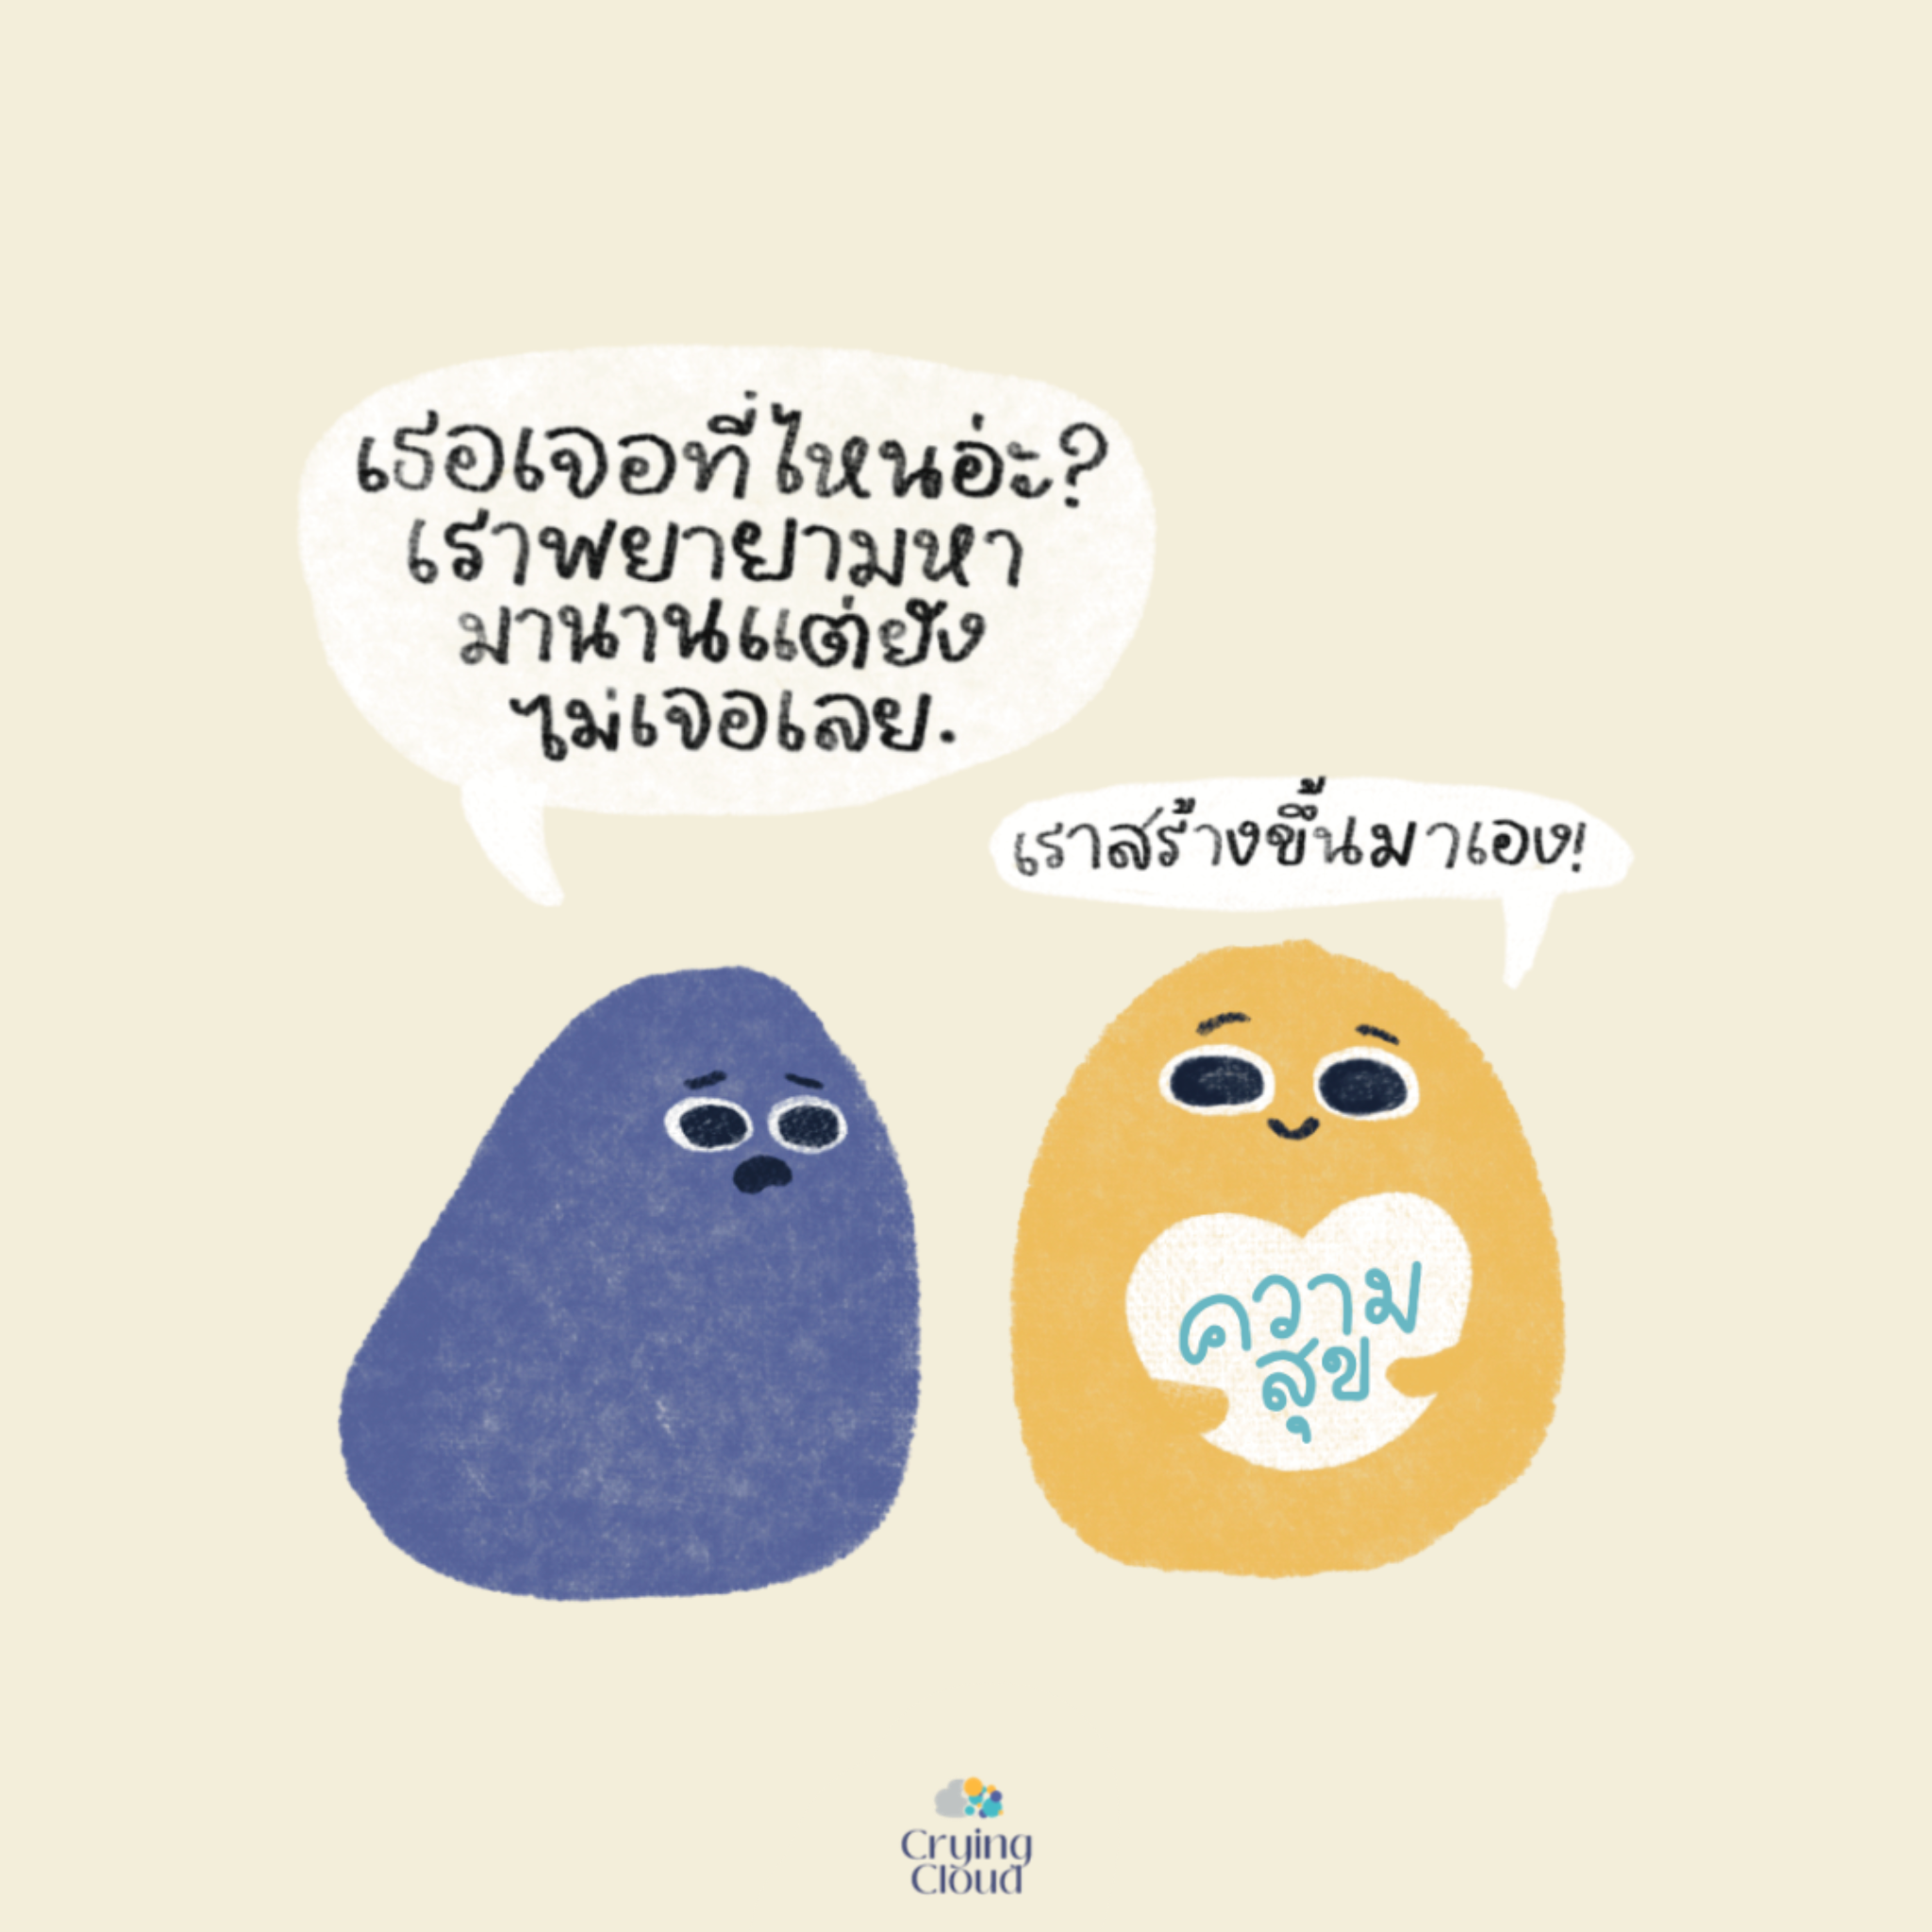 เธอเจอที่ไหนอ่ะ?
เราพยายามหา
มานานแต่ยัง
ไม่เจอเลย.
เราสร้างขึ้นมาเอง!
ความ
สุข
Crying
Cloud